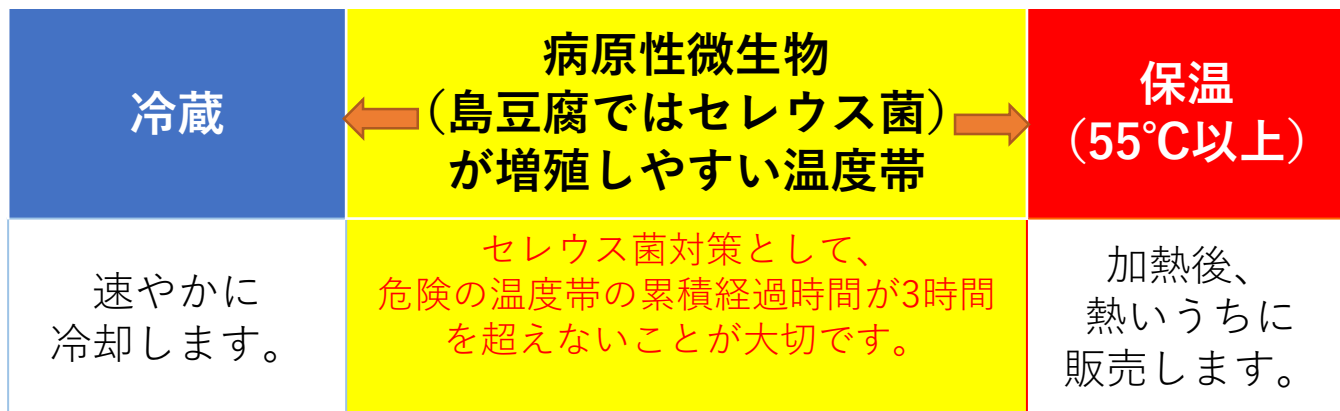 冷蔵
病原性微生物
（島豆腐ではセレウス菌）
が増殖しやすい温度帯
保温
（55℃以上）
速やかに
冷却します。
セレウス菌対策として、
危険の温度帯の累積経過時間が3時間
を超えないことが大切です。
加熱後、
熱いうちに
販売します。